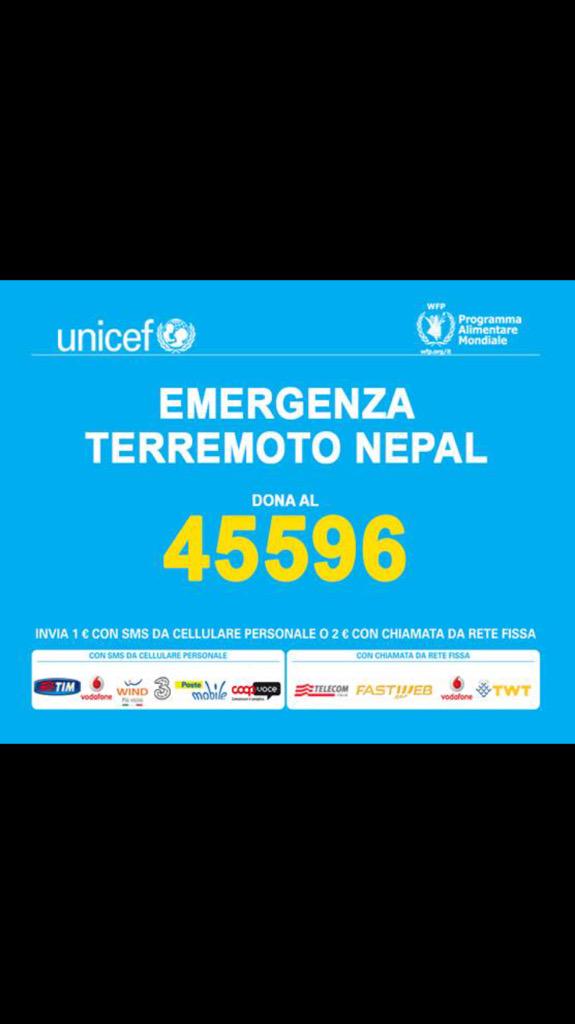 unicef
WFP
Programma
Alimentare
Mondiale
wfp.org/it
EMERGENZA
TERREMOTO NEPAL
DONA AL
45596
INVIA 1 € CON SMS DA CELLULARE PERSONALE O 2 € CON CHIAMATA DA RETE FISSA
CON SMS DA CELLULARE PERSONALE
TIM vodafone WIND 3 Poste mobile coop voce
CON CHIAMATA DA RETE FISSA
TELECOM FASTWEB vodafone TWT